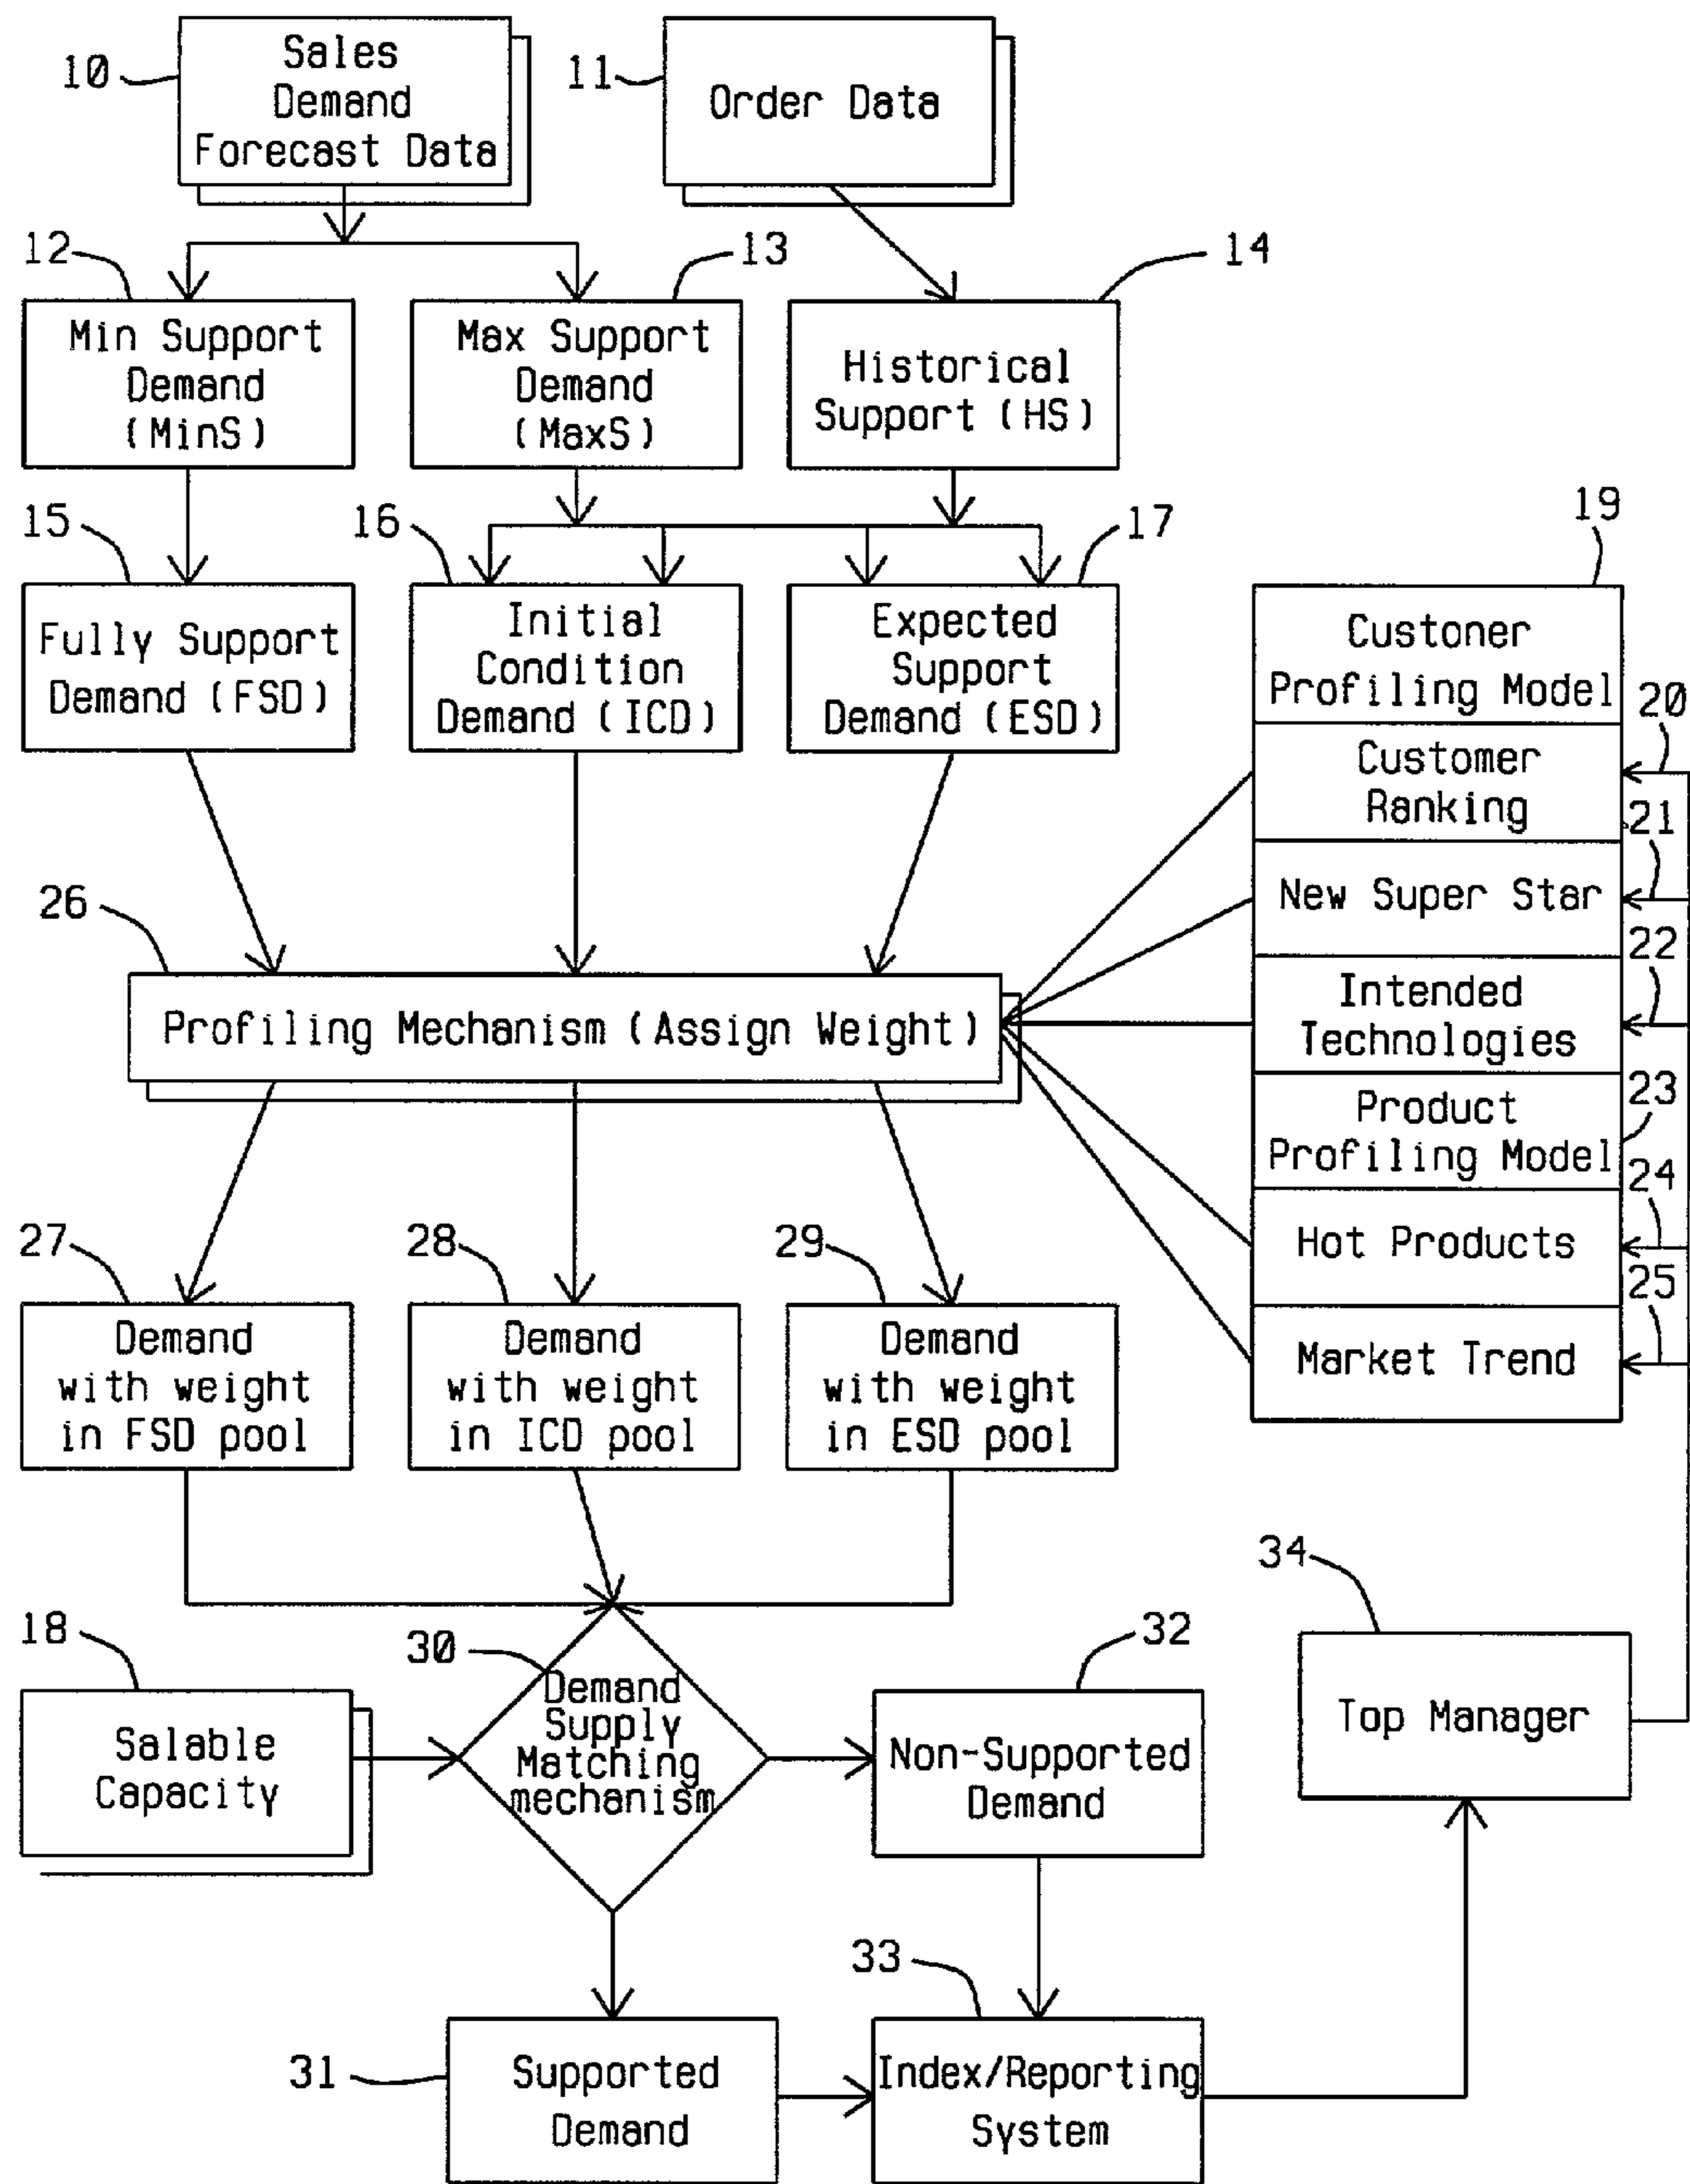 10
Sales
Demand
Forecast Data
11
Order Data
12
Min Support
Demand
(MinS)
13
Max Support
Demand
(MaxS)
14
Historical
Support (HS)
15
Fully Support
Demand (FSD)
16
Initial
Condition
Demand (ICD)
17
Expected
Support
Demand (ESD)
19
Custoner
Profiling Model
20
Customer
Ranking
21
New Super Star
22
Intended
Technologies
23
Product
Profiling Model
24
Hot Products
25
Market Trend
26
Profiling Mechanism (Assign Weight)
27
Demand
with weight
in FSD pool
28
Demand
with weight
in ICD pool
29
Demand
with weight
in ESD pool
18
Salable
Capacity
30
Demand
Supply
Matching
mechanism
32
Non-Supported
Demand
34
Top Manager
31
Supported
Demand
33
Index/Reporting
System